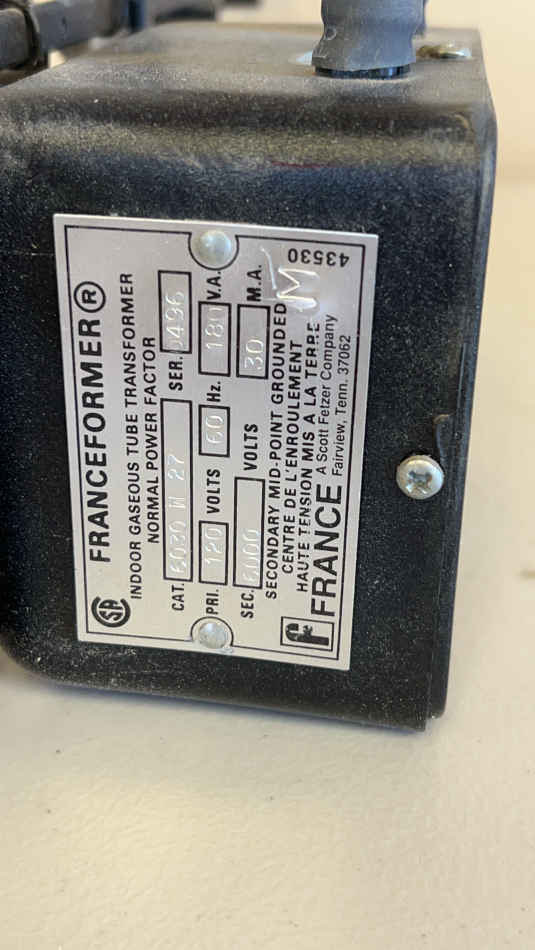 FRANCEFORMER®
INDOOR GASEOUS TUBE TRANSFORMER
NORMAL POWER FACTOR
CAT. 6030 W 27 SER. 0496
PRI. 120 VOLTS 60 Hz. 180 V.A.
SEC. 6000 VOLTS 30 M.A.
SECONDARY MID-POINT GROUNDED
CENTRE DE L'ENROULEMENT
HAUTE TENSION MIS A LA TERRE
M
FRANCE A Scott Fetzer Company
Fairview, Tenn. 37062
43530